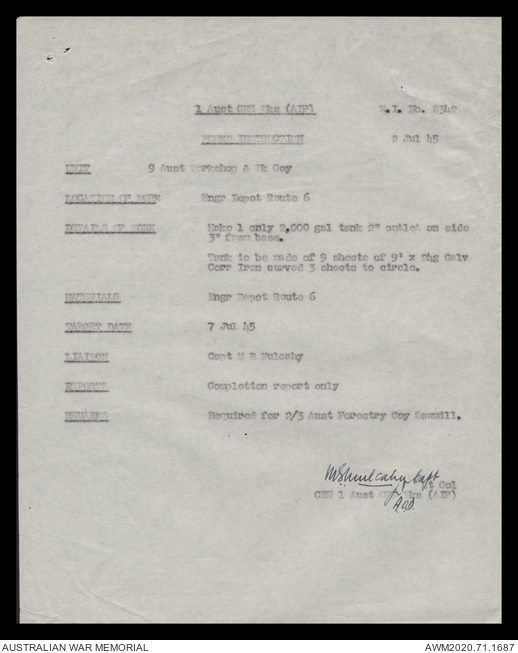 1 Aust CRE Wks (AIF) W.I. No. 8342
WORKS INSTRUCTION 2 Jul 45
UNIT 9 Aust Workshop & Pk Coy
LOCATION OF WORK Engr Depot Route 6
DETAILS OF WORK Make 1 only 2,000 gal tank 2" outlet on side
3" from base.
Tank to be made of 9 sheets of 9' x 24g Galv
Corr Iron curved 3 sheets to circle.
MATERIALS Engr Depot Route 6
TARGET DATE 7 Jul 45
LIAISON Capt M B Mulcahy
REPORTS Completion report only
REMARKS Required for 2/3 Aust Forestry Coy Sawmill.
Mulcahy Capt
Lt Col
CRE 1 Aust CRE Wks (AIF)
AUSTRALIAN WAR MEMORIAL AWM2020.71.1687